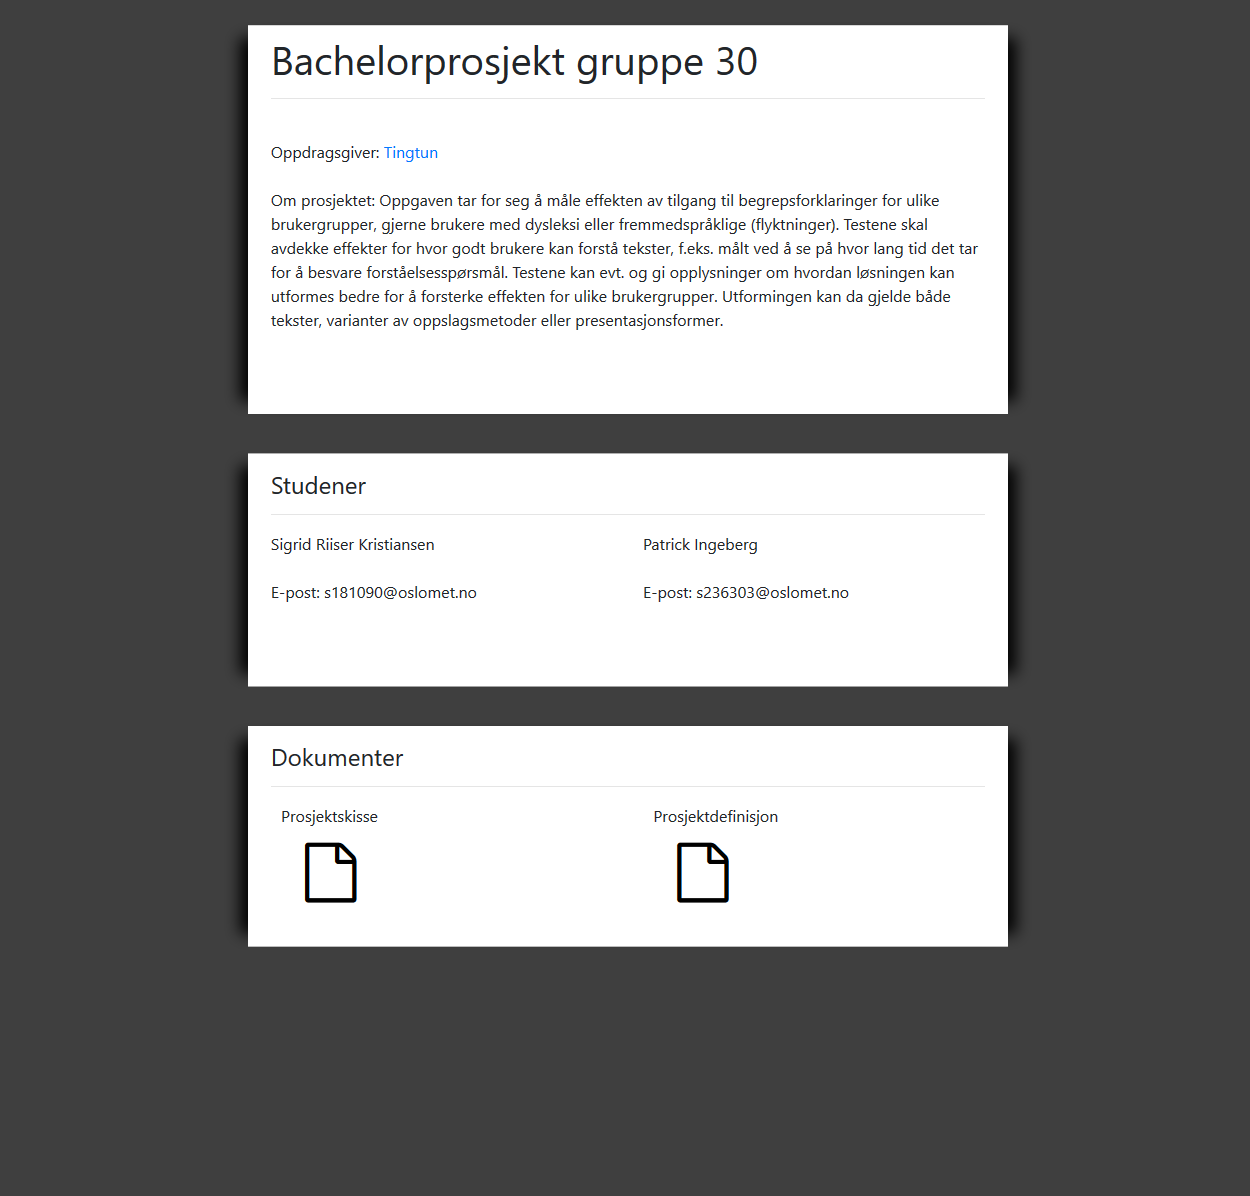 Bachelorprosjekt gruppe 30
Oppdragsgiver: Tingtun
Om prosjektet: Oppgaven tar for seg å måle effekten av tilgang til begrepsforklaringer for ulike
brukergrupper, gjerne brukere med dysleksi eller fremmedspråklige (flyktninger). Testene skal
avdekke effekter for hvor godt brukere kan forstå tekster, f.eks. målt ved å se på hvor lang tid det tar
for å besvare forståelsesspørsmål. Testene kan evt. og gi opplysninger om hvordan løsningen kan
utformes bedre for å forsterke effekten for ulike brukergrupper. Utformingen kan da gjelde både
tekster, varianter av oppslagsmetoder eller presentasjonsformer.
Studener
Sigrid Riiser Kristiansen
E-post: s181090@oslomet.no
Patrick Ingeberg
E-post: s236303@oslomet.no
Dokumenter
Prosjektskisse
Prosjektdefinisjon